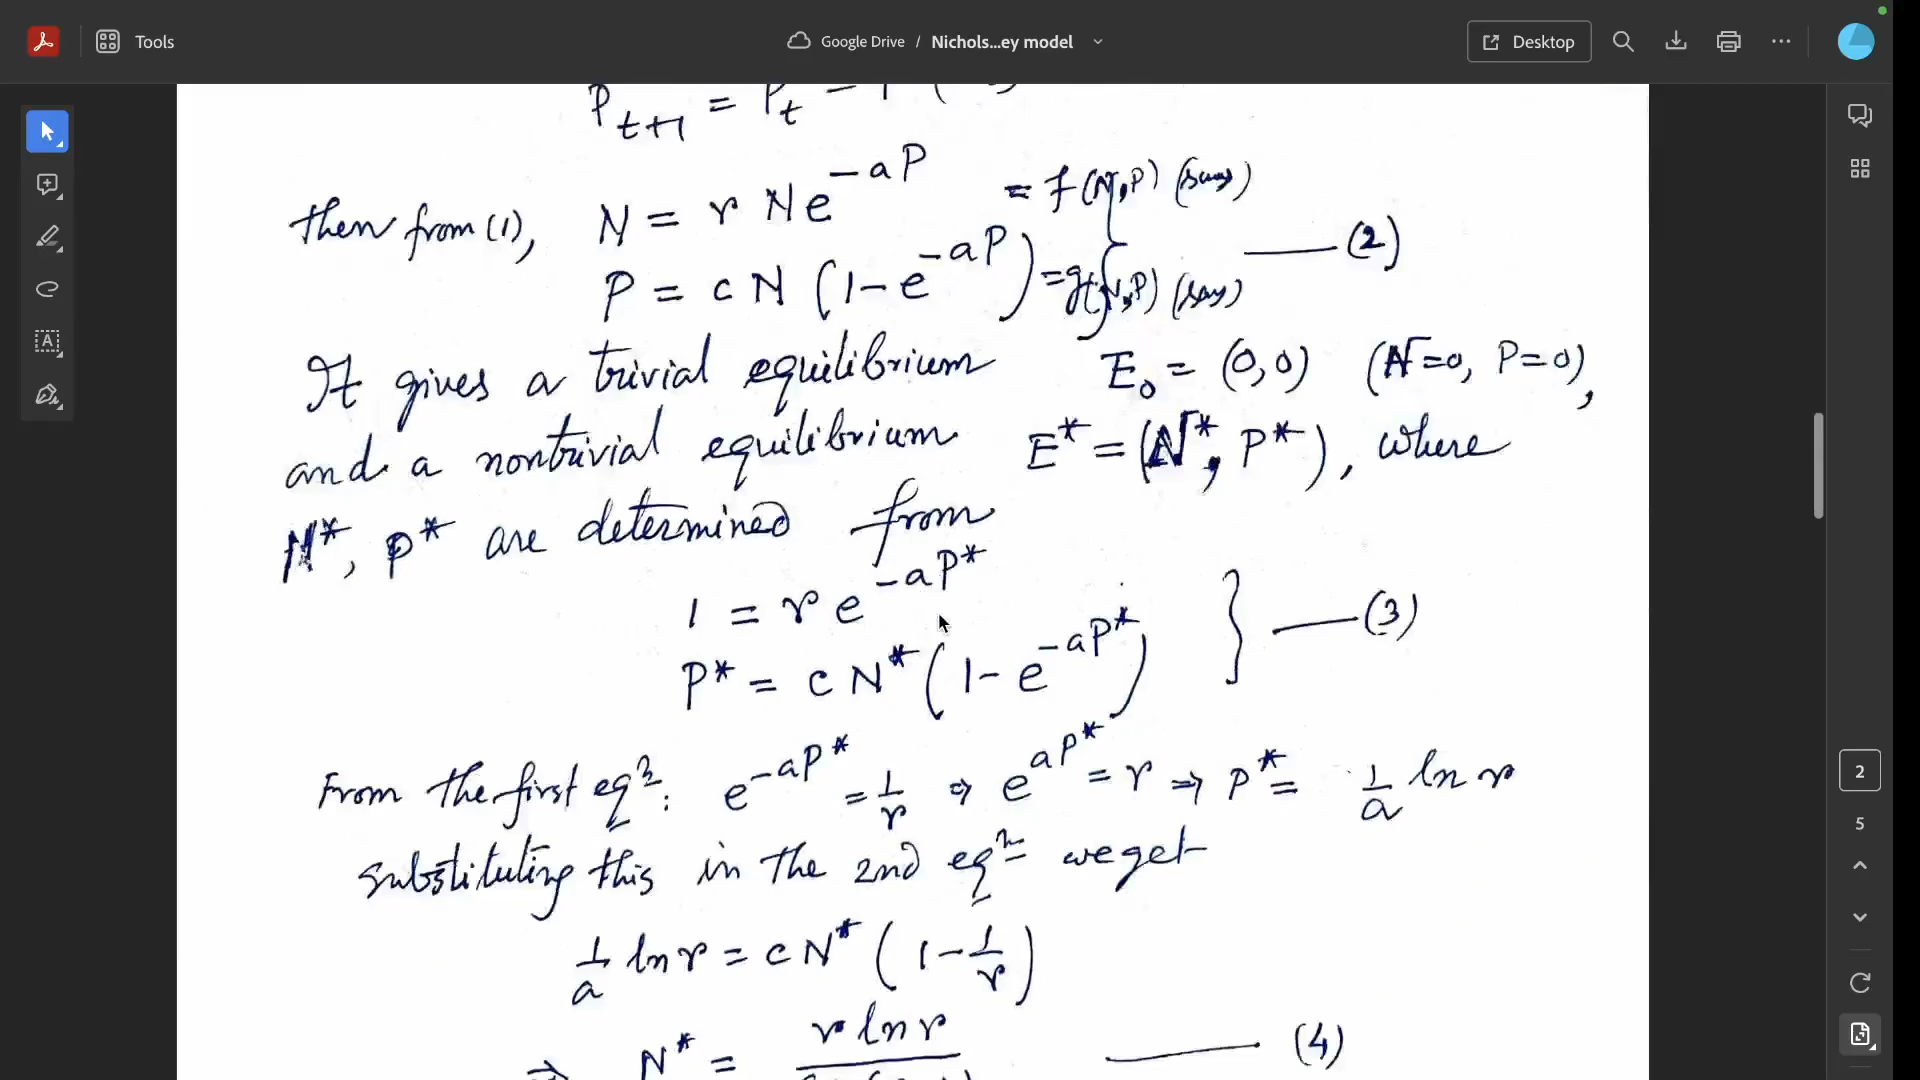 Tools
Google Drive / Nichols...ey model
Desktop
P_{t+1} = P_t
then from (1), N = r N e^{-aP} = f(N,P) (say)
P = c N (1 - e^{-aP}) = g(N,P) (say) —— (2)
It gives a trivial equilibrium E_0 = (0,0) (N=0, P=0),
and a nontrivial equilibrium E* = (N*, P*), where
N*, P* are determined from
1 = r e^{-aP*}
P* = c N* (1 - e^{-aP*}) } —— (3)
From the first eqn: e^{-aP*} = 1/r ⇒ e^{aP*} = r ⇒ P* = 1/a ln r
substituting this in the 2nd eqn we get
1/a ln r = c N* (1 - 1/r)
⇒ N* = r ln r —— (4)
2
5